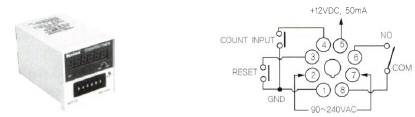 +12VDC, 50mA
COUNT INPUT
NO
4
5
3
6
RESET
COM
2
7
1
8
GND
90~240VAC